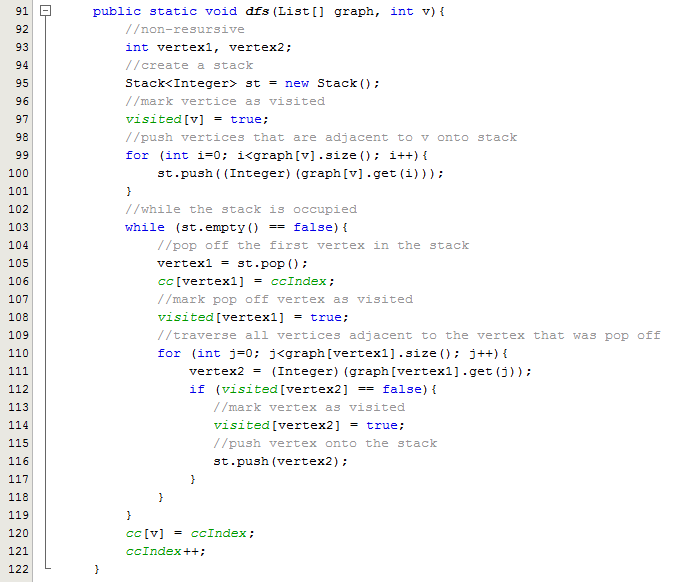 91 public static void dfs(List[] graph, int v){
92 //non-resursive
93 int vertex1, vertex2;
94 //create a stack
95 Stack<Integer> st = new Stack();
96 //mark vertice as visited
97 visited[v] = true;
98 //push vertices that are adjacent to v onto stack
99 for (int i=0; i<graph[v].size(); i++){
100 st.push((Integer)(graph[v].get(i)));
101 }
102 //while the stack is occupied
103 while (st.empty() == false){
104 //pop off the first vertex in the stack
105 vertex1 = st.pop();
106 cc[vertex1] = ccIndex;
107 //mark pop off vertex as visited
108 visited[vertex1] = true;
109 //traverse all vertices adjacent to the vertex that was pop off
110 for (int j=0; j<graph[vertex1].size(); j++){
111 vertex2 = (Integer)(graph[vertex1].get(j));
112 if (visited[vertex2] == false){
113 //mark vertex as visited
114 visited[vertex2] = true;
115 //push vertex onto the stack
116 st.push(vertex2);
117 }
118 }
119 }
120 cc[v] = ccIndex;
121 ccIndex++;
122 }